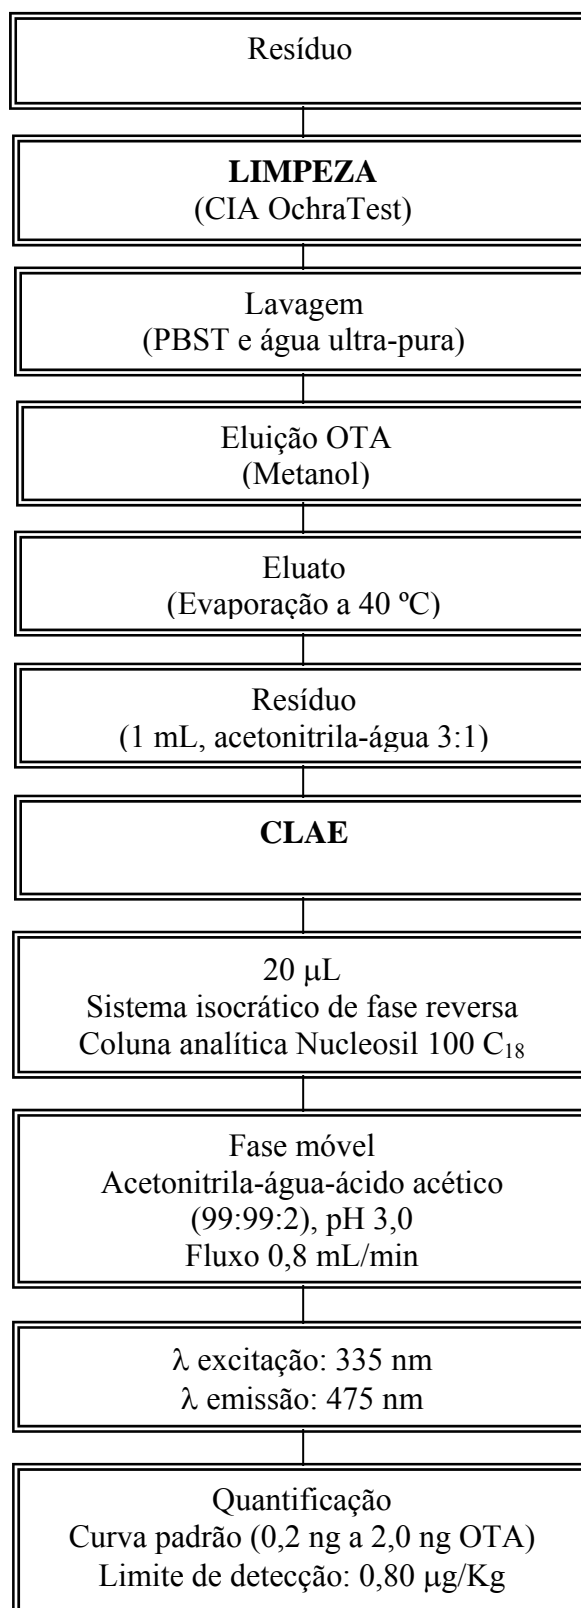 Resíduo
LIMPEZA
(CIA OchraTest)
Lavagem
(PBST e água ultra-pura)
Eluição OTA
(Metanol)
Eluato
(Evaporação a 40 ºC)
Resíduo
(1 mL, acetonitrila-água 3:1)
CLAE
20 μL
Sistema isocrático de fase reversa
Coluna analítica Nucleosil 100 C18
Fase móvel
Acetonitrila-água-ácido acético
(99:99:2), pH 3,0
Fluxo 0,8 mL/min
λ excitação: 335 nm
λ emissão: 475 nm
Quantificação
Curva padrão (0,2 ng a 2,0 ng OTA)
Limite de detecção: 0,80 μg/Kg